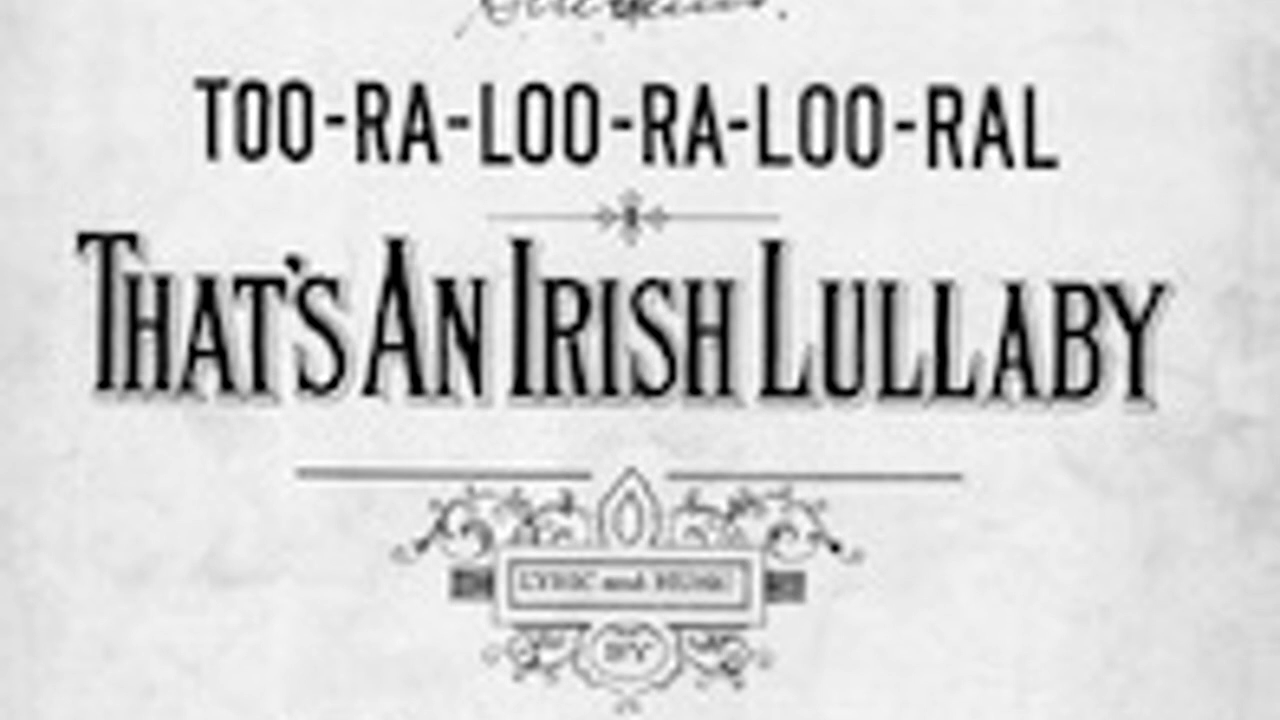 TOO-RA-LOO-RA-LOO-RAL
THAT'S AN IRISH LULLABY
LYRIC and MUSIC
BY